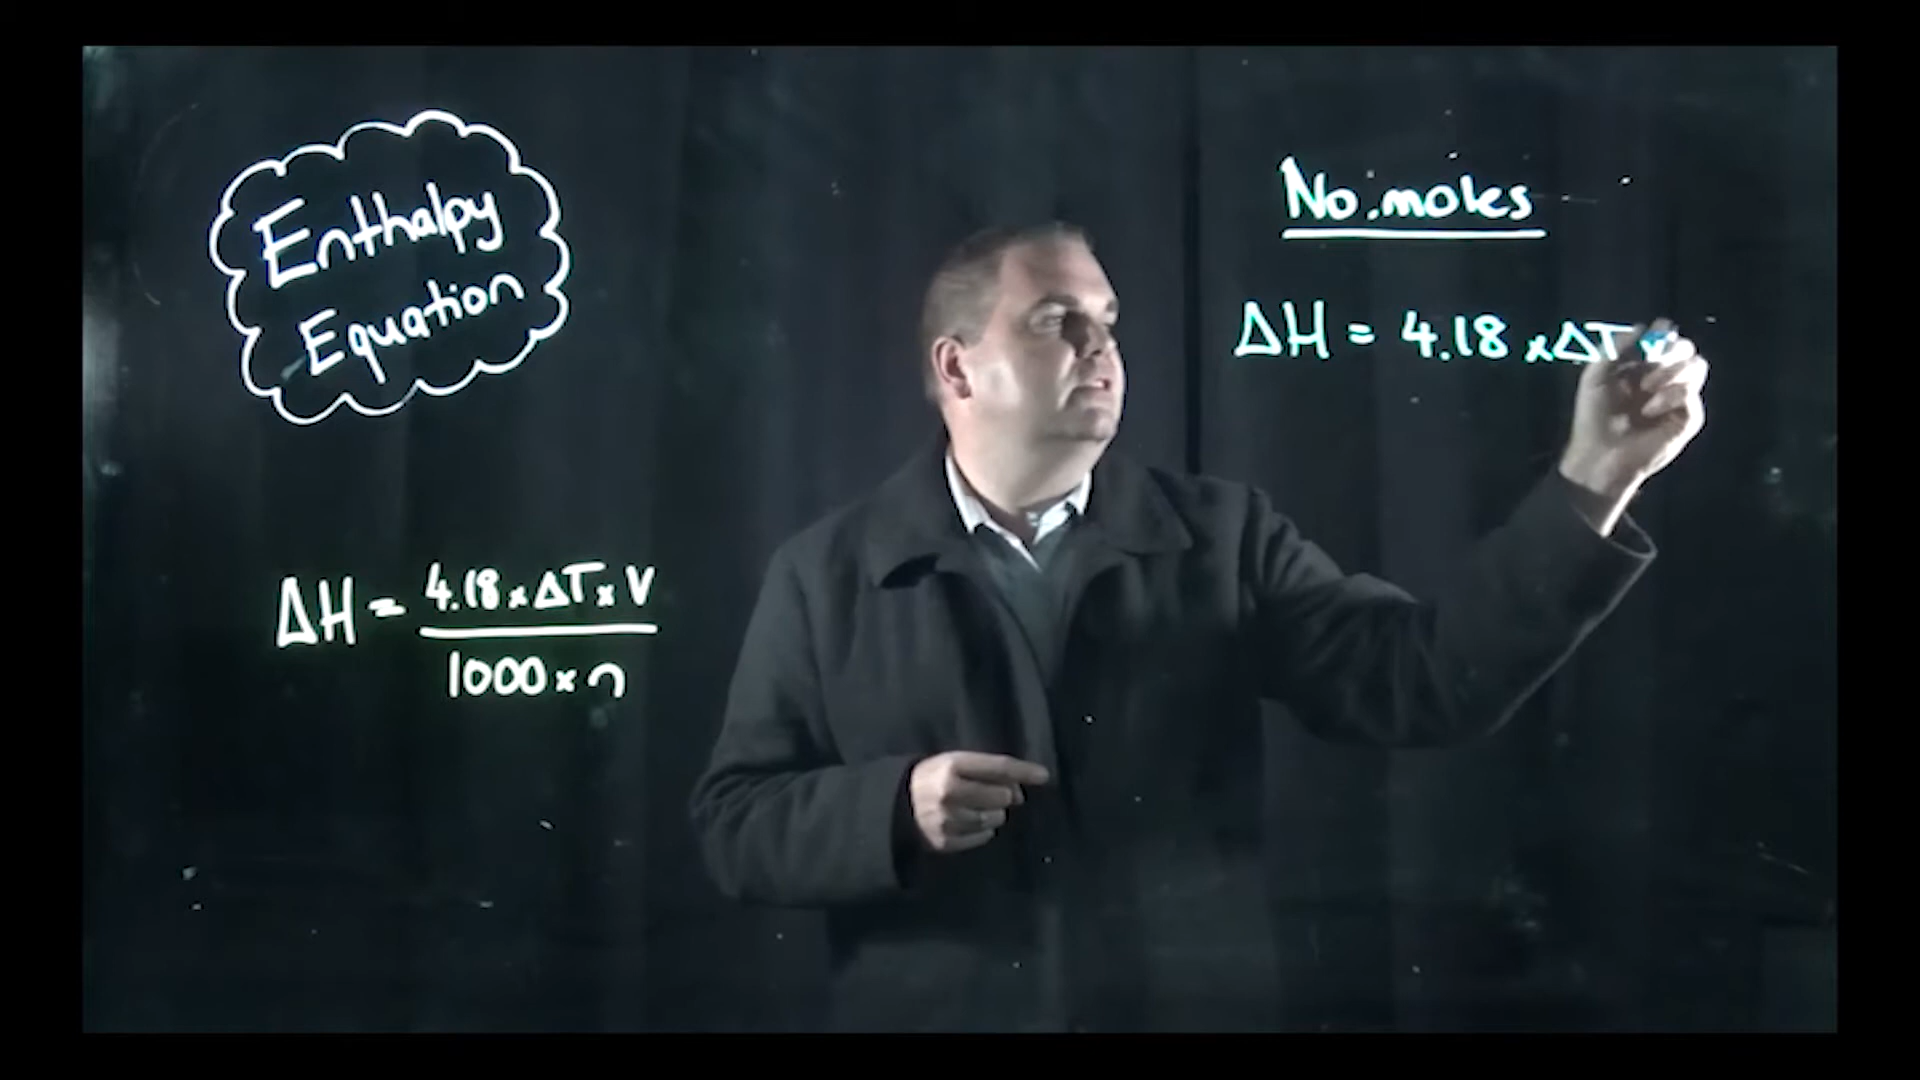 Enthalpy
Equation
No. moles
ΔH = 4.18 × ΔT
ΔH = 4.18 × ΔT × V
1000 × n